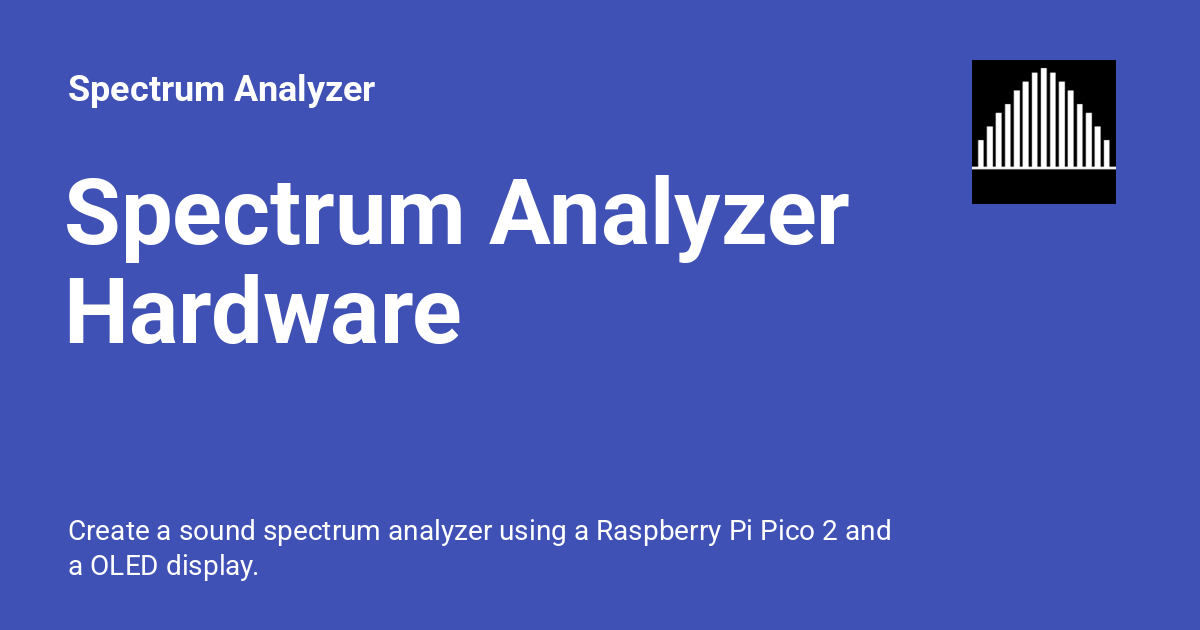 Spectrum Analyzer
Spectrum Analyzer
Hardware
Create a sound spectrum analyzer using a Raspberry Pi Pico 2 and
a OLED display.